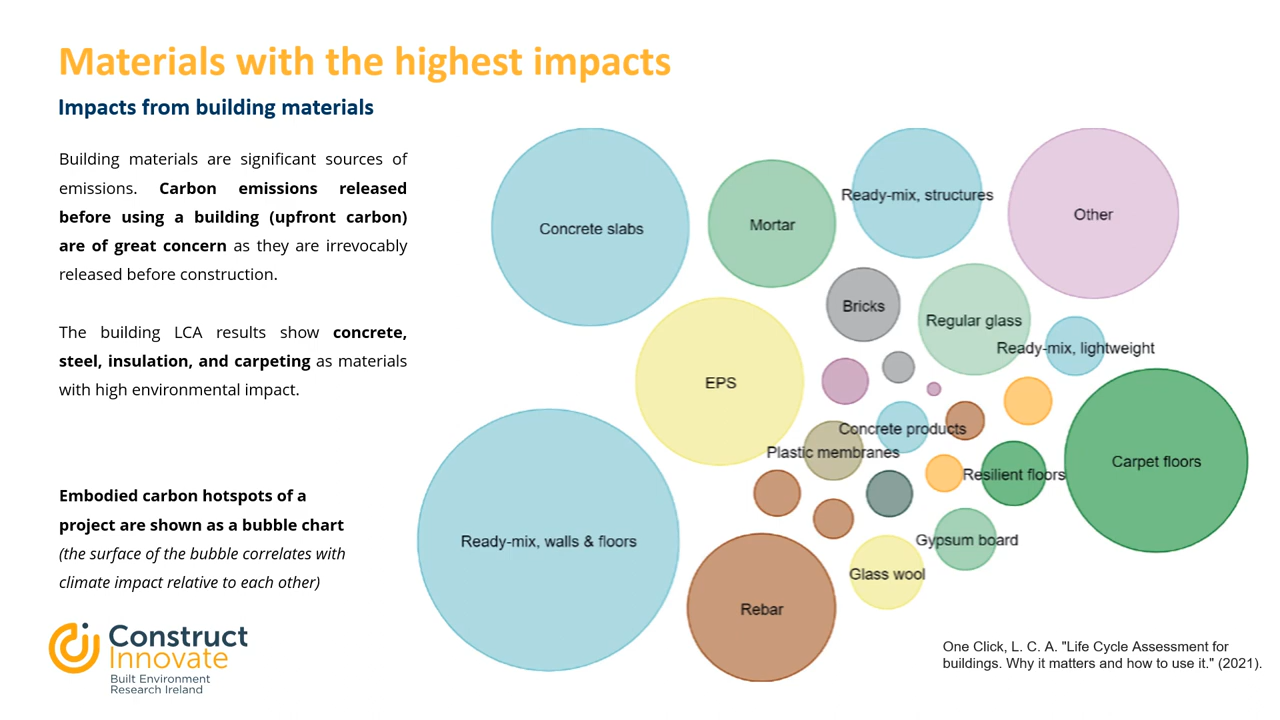 Materials with the highest impacts
Impacts from building materials
Building materials are significant sources of
emissions. Carbon emissions released
before using a building (upfront carbon)
are of great concern as they are irrevocably
released before construction.
The building LCA results show concrete,
steel, insulation, and carpeting as materials
with high environmental impact.
Embodied carbon hotspots of a
project are shown as a bubble chart
(the surface of the bubble correlates with
climate impact relative to each other)
Construct
Innovate
Built Environment
Research Ireland
Concrete slabs
Mortar
Ready-mix, structures
Other
Bricks
Regular glass
Ready-mix, lightweight
EPS
Concrete products
Plastic membranes
Resilient floors
Carpet floors
Ready-mix, walls & floors
Gypsum board
Glass wool
Rebar
One Click, L. C. A. "Life Cycle Assessment for
buildings. Why it matters and how to use it." (2021).